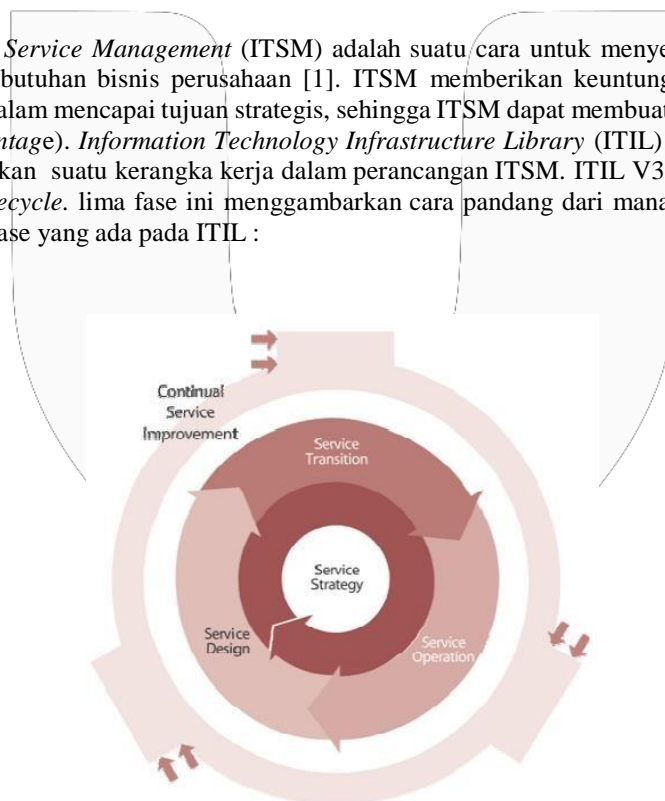 Service Management (ITSM) adalah suatu cara untuk menye
butuhan bisnis perusahaan [1]. ITSM memberikan keuntung
alam mencapai tujuan strategis, sehingga ITSM dapat membuat
ntage). Information Technology Infrastructure Library (ITIL)
kan suatu kerangka kerja dalam perancangan ITSM. ITIL V3
ecycle. lima fase ini menggambarkan cara pandang dari mana
ase yang ada pada ITIL :
Continual
Service
Improvement
Service
Transition
Service
Strategy
Service
Design
Service
Operation